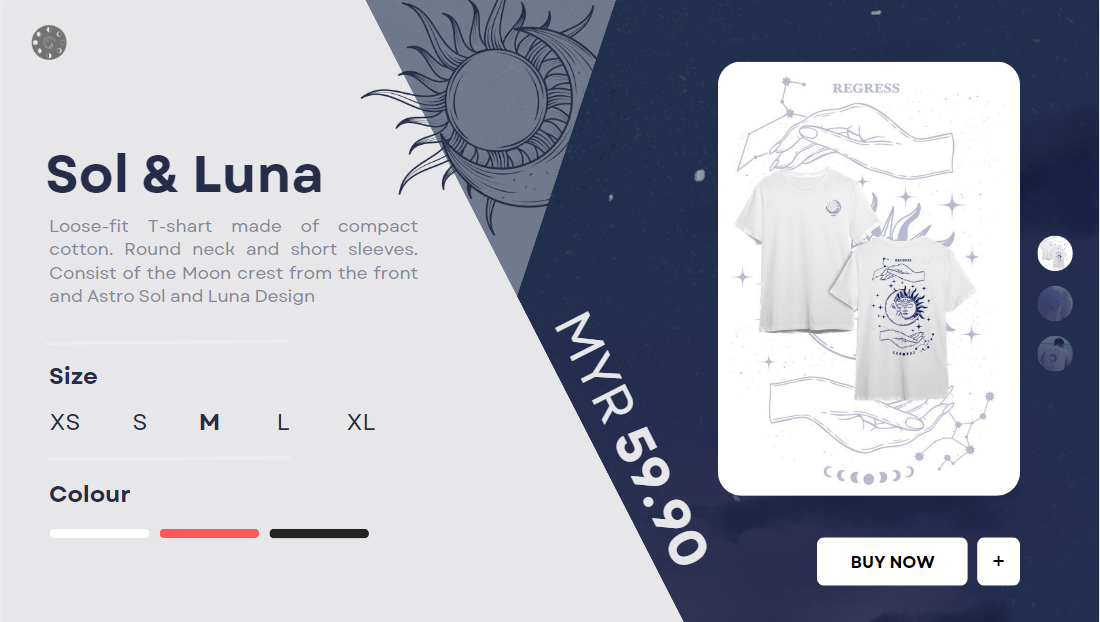 Sol & Luna
Loose-fit T-shart made of compact
cotton. Round neck and short sleeves.
Consist of the Moon crest from the front
and Astro Sol and Luna Design
Size
XS S M L XL
Colour
MYR 59.90
REGRESS
REGRESS
BUY NOW
+